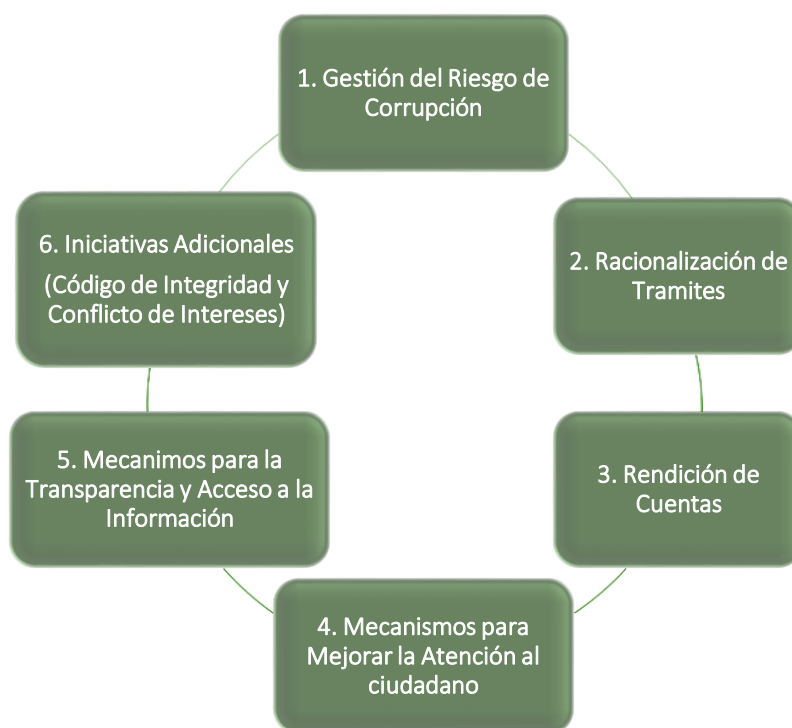 1. Gestión del Riesgo de
Corrupción
2. Racionalización de
Tramites
3. Rendición de
Cuentas
4. Mecanismos para
Mejorar la Atención al
ciudadano
5. Mecanimos para la
Transparencia y Acceso a la
Información
6. Iniciativas Adicionales
(Código de Integridad y
Conflicto de Intereses)